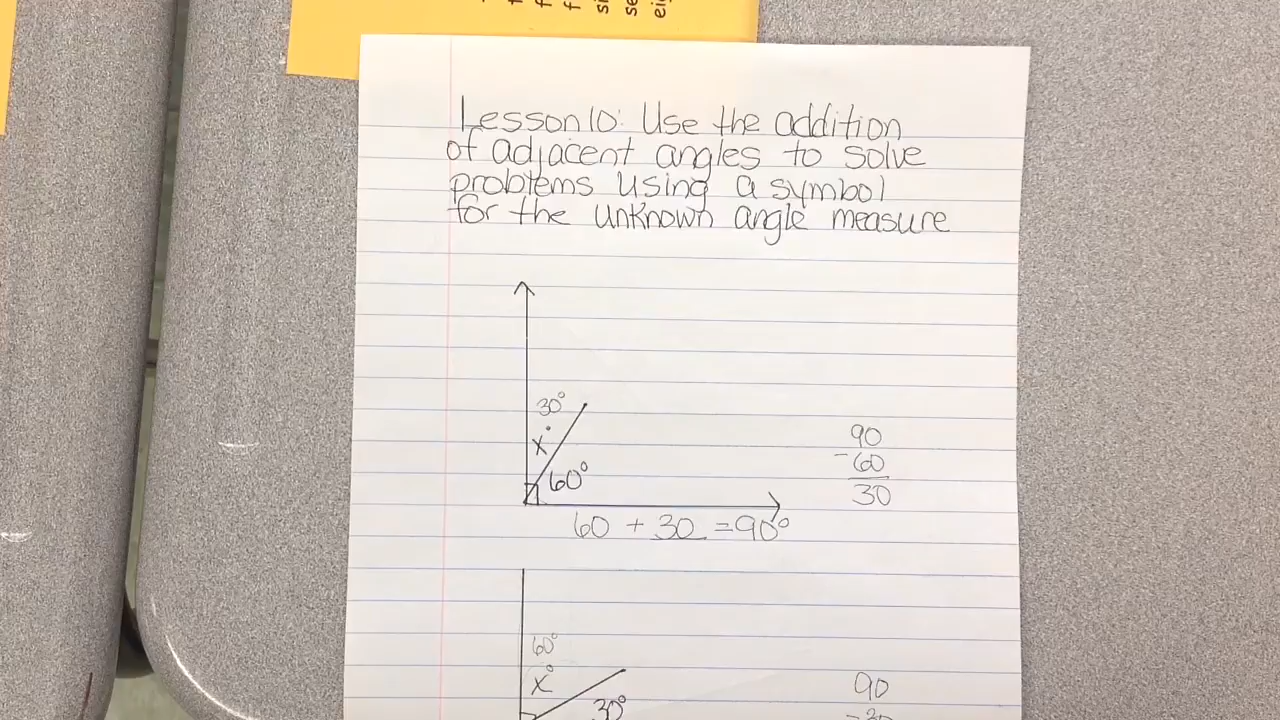 Lesson 10: Use the addition
of adjacent angles to solve
problems using a symbol
for the unknown angle measure
30°
x°
60°
90
-60
30
60 + 30 = 90°
60°
x°
30°
90
-30